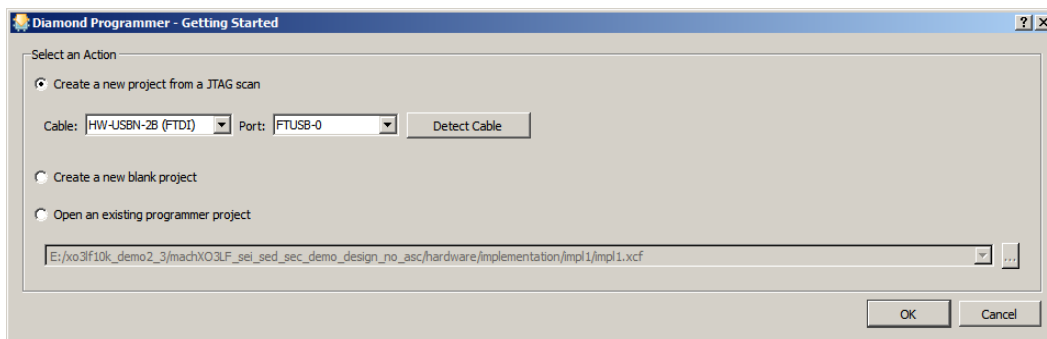 Diamond Programmer - Getting Started
Select an Action
Create a new project from a JTAG scan
Cable: HW-USBN-2B (FTDI) Port: FTUSB-0 Detect Cable
Create a new blank project
Open an existing programmer project
E:/xo3lf10k_demo2_3/machXO3LF_sei_sed_sec_demo_design_no_asc/hardware/implementation/impl1/impl1.xcf ...
OK Cancel